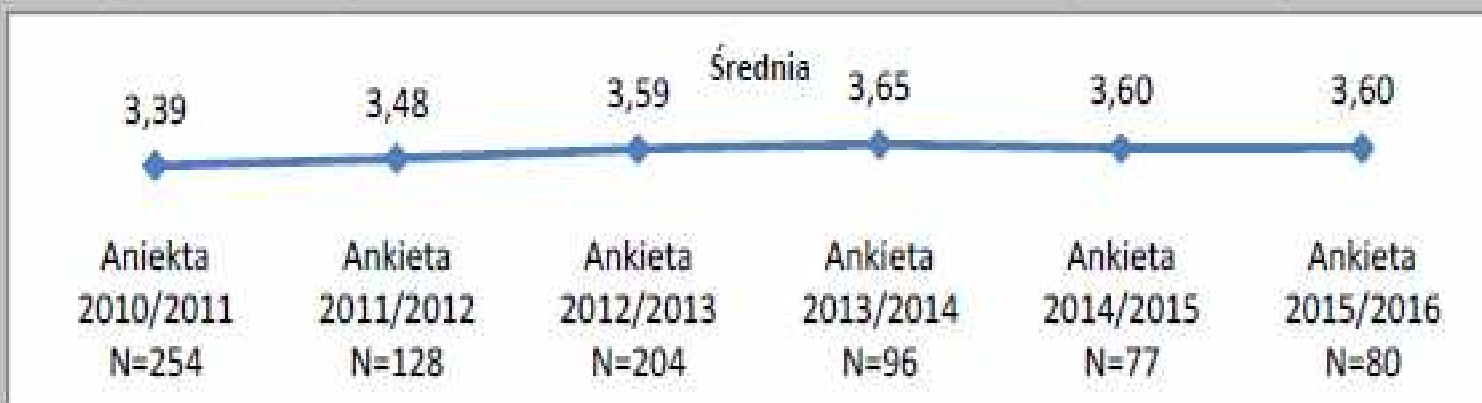 Średnia
3,39 3,48 3,59 3,65 3,60 3,60
Aniekta Ankieta Ankieta Ankieta Ankieta Ankieta
2010/2011 2011/2012 2012/2013 2013/2014 2014/2015 2015/2016
N=254 N=128 N=204 N=96 N=77 N=80